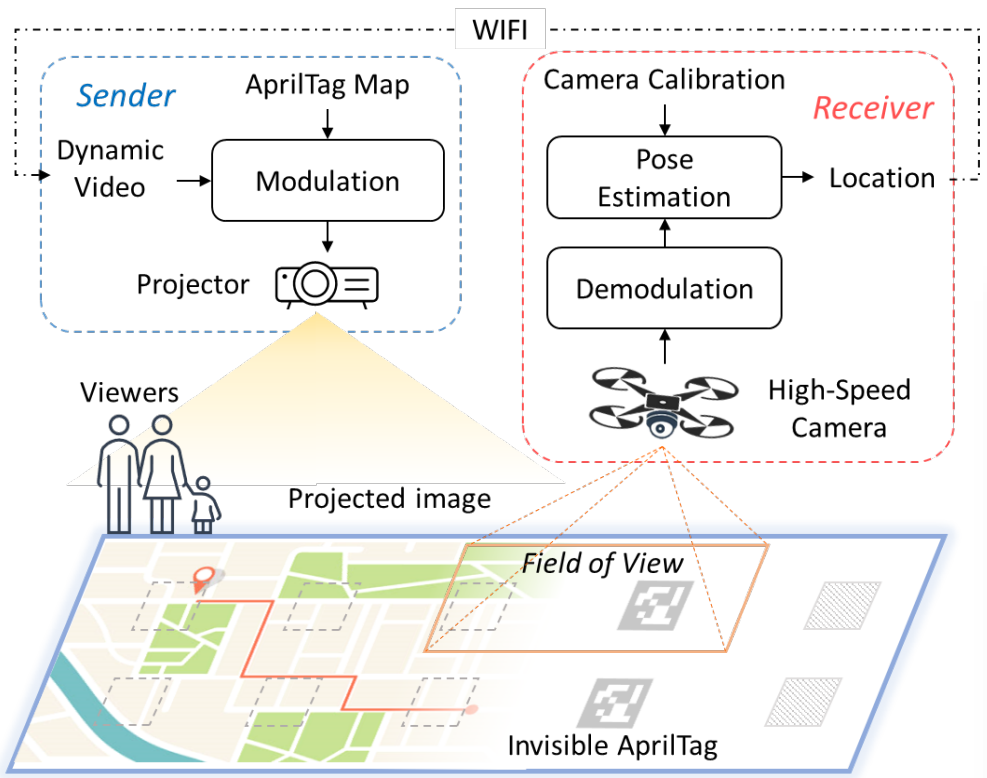 WIFI
Sender
AprilTag Map
Dynamic
Video
Modulation
Projector
Camera Calibration
Receiver
Pose
Estimation
Location
Demodulation
High-Speed
Camera
Viewers
Projected image
Field of View
Invisible AprilTag